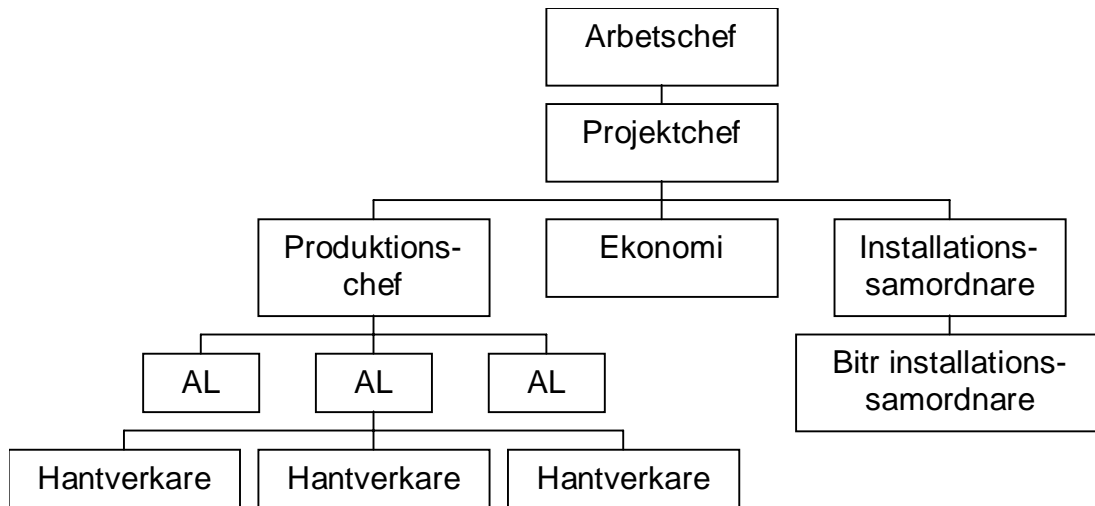 Arbetschef
Projektchef
Produktions-
chef
Ekonomi
Installations-
samordnare
AL
AL
AL
Bitr installations-
samordnare
Hantverkare
Hantverkare
Hantverkare